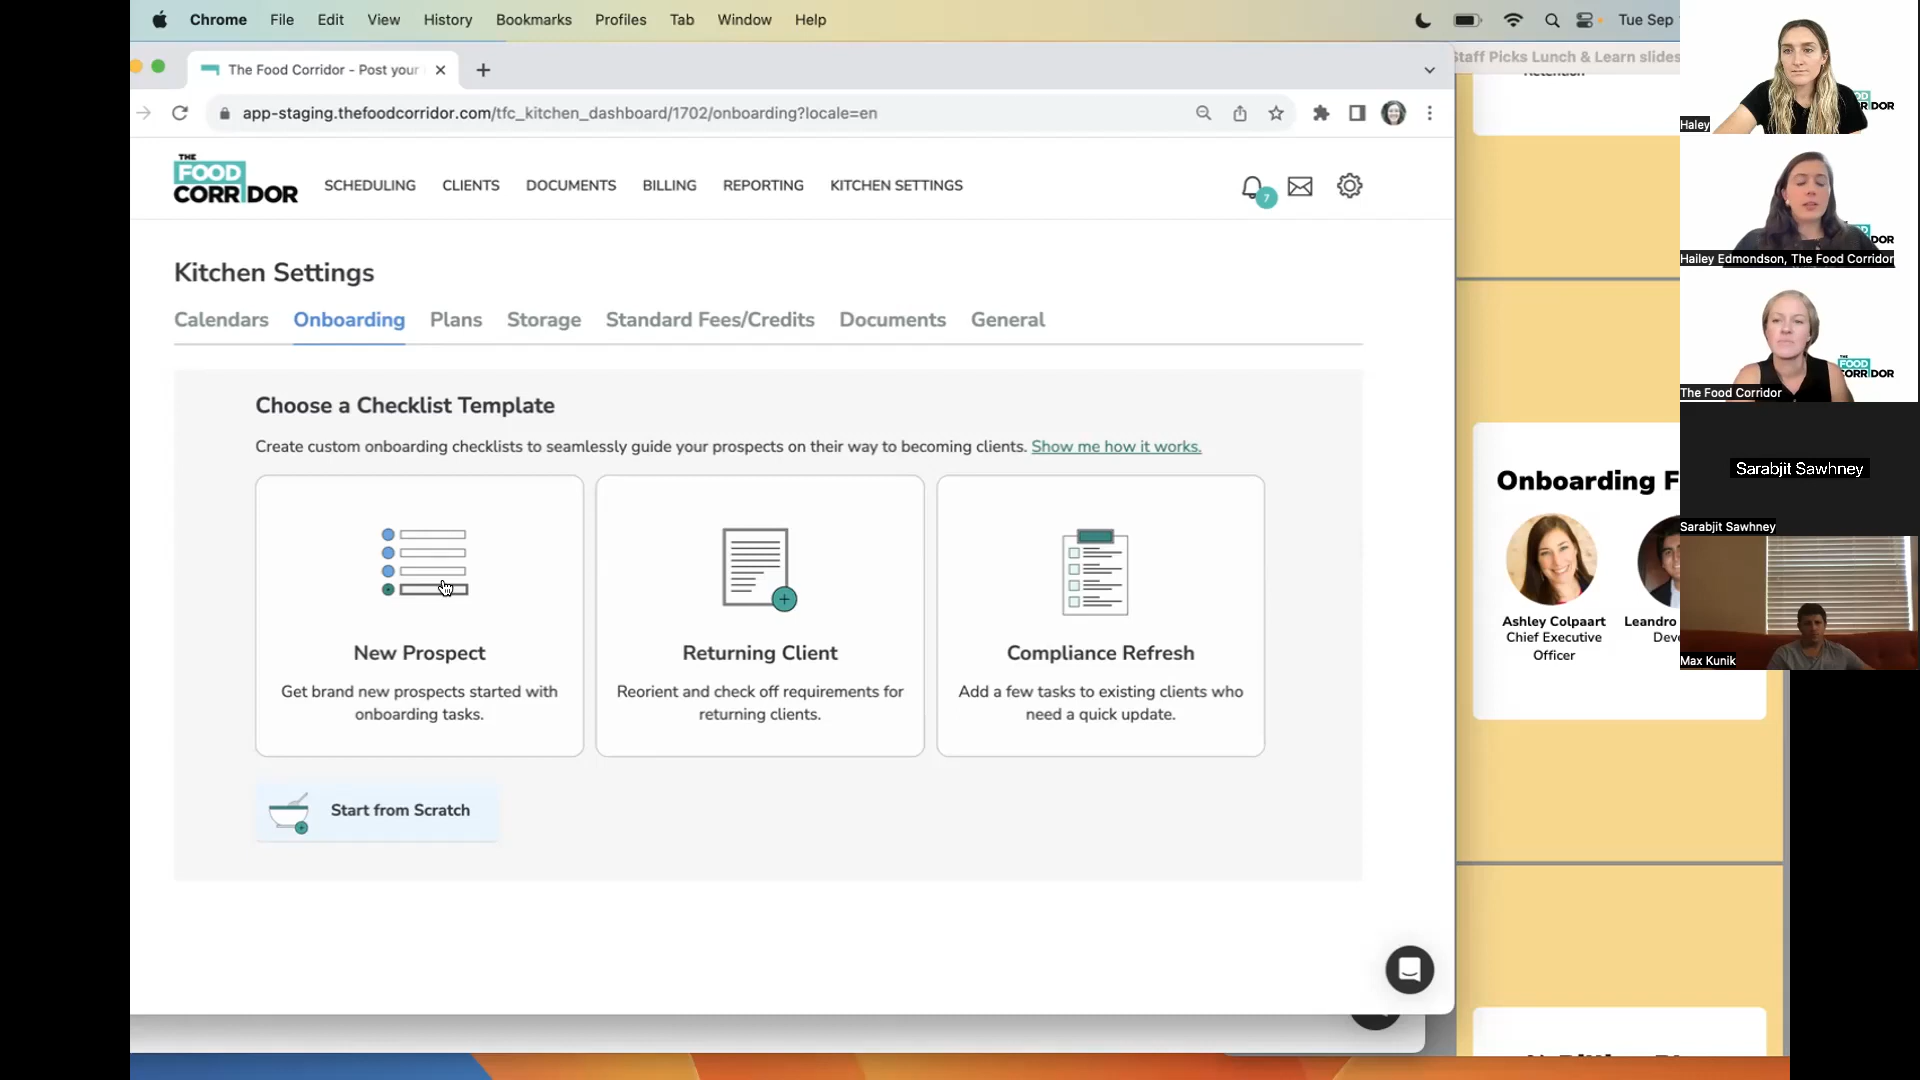 Chrome File Edit View History Bookmarks Profiles Tab Window Help
Tue Sep
The Food Corridor - Post your
Staff Picks Lunch & Learn slides
Retention
app-staging.thefoodcorridor.com/tfc_kitchen_dashboard/1702/onboarding?locale=en
THE
FOOD
CORRIDOR
SCHEDULING CLIENTS DOCUMENTS BILLING REPORTING KITCHEN SETTINGS
7
Kitchen Settings
Calendars Onboarding Plans Storage Standard Fees/Credits Documents General
Choose a Checklist Template
Create custom onboarding checklists to seamlessly guide your prospects on their way to becoming clients. Show me how it works.
New Prospect
Get brand new prospects started with
onboarding tasks.
Returning Client
Reorient and check off requirements for
returning clients.
Compliance Refresh
Add a few tasks to existing clients who
need a quick update.
Start from Scratch
Onboarding F
Ashley Colpaart
Chief Executive
Officer
Leandro
Dev
Haley
DOR
Hailey Edmondson, The Food Corridor
DOR
The Food Corridor
THE
FOOD
CORRIDOR
Sarabjit Sawhney
Sarabjit Sawhney
Max Kunik